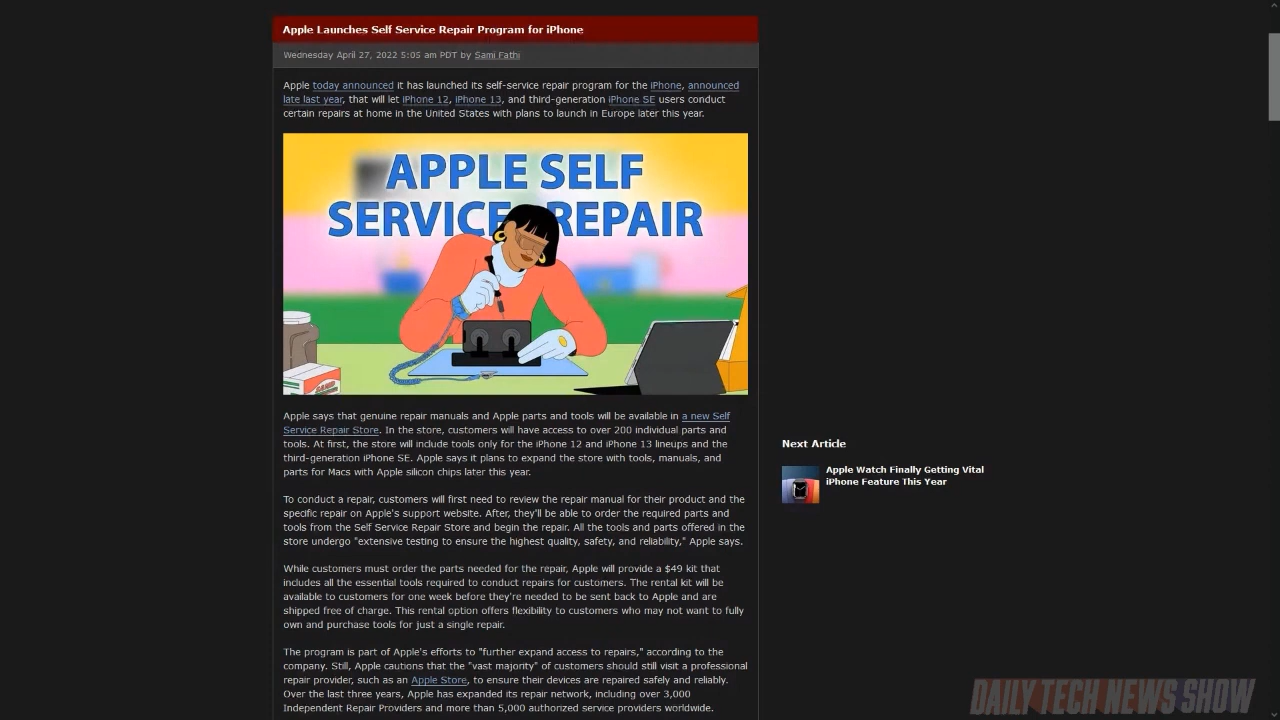 Apple Launches Self Service Repair Program for iPhone
Wednesday April 27, 2022 5:05 am PDT by Sami Fathi
Apple today announced it has launched its self-service repair program for the iPhone, announced
late last year, that will let iPhone 12, iPhone 13, and third-generation iPhone SE users conduct
certain repairs at home in the United States with plans to launch in Europe later this year.
APPLE SELF
SERVICE REPAIR
Apple says that genuine repair manuals and Apple parts and tools will be available in a new Self
Service Repair Store. In the store, customers will have access to over 200 individual parts and
tools. At first, the store will include tools only for the iPhone 12 and iPhone 13 lineups and the
third-generation iPhone SE. Apple says it plans to expand the store with tools, manuals, and
parts for Macs with Apple silicon chips later this year.
To conduct a repair, customers will first need to review the repair manual for their product and the
specific repair on Apple's support website. After, they'll be able to order the required parts and
tools from the Self Service Repair Store and begin the repair. All the tools and parts offered in the
store undergo "extensive testing to ensure the highest quality, safety, and reliability," Apple says.
While customers must order the parts needed for the repair, Apple will provide a $49 kit that
includes all the essential tools required to conduct repairs for customers. The rental kit will be
available to customers for one week before they're needed to be sent back to Apple and are
shipped free of charge. This rental option offers flexibility to customers who may not want to fully
own and purchase tools for just a single repair.
The program is part of Apple's efforts to "further expand access to repairs," according to the
company. Still, Apple cautions that the "vast majority" of customers should still visit a professional
repair provider, such as an Apple Store, to ensure their devices are repaired safely and reliably.
Over the last three years, Apple has expanded its repair network, including over 3,000
Independent Repair Providers and more than 5,000 authorized service providers worldwide.
Next Article
Apple Watch Finally Getting Vital
iPhone Feature This Year
DAILY TECH NEWS SHOW